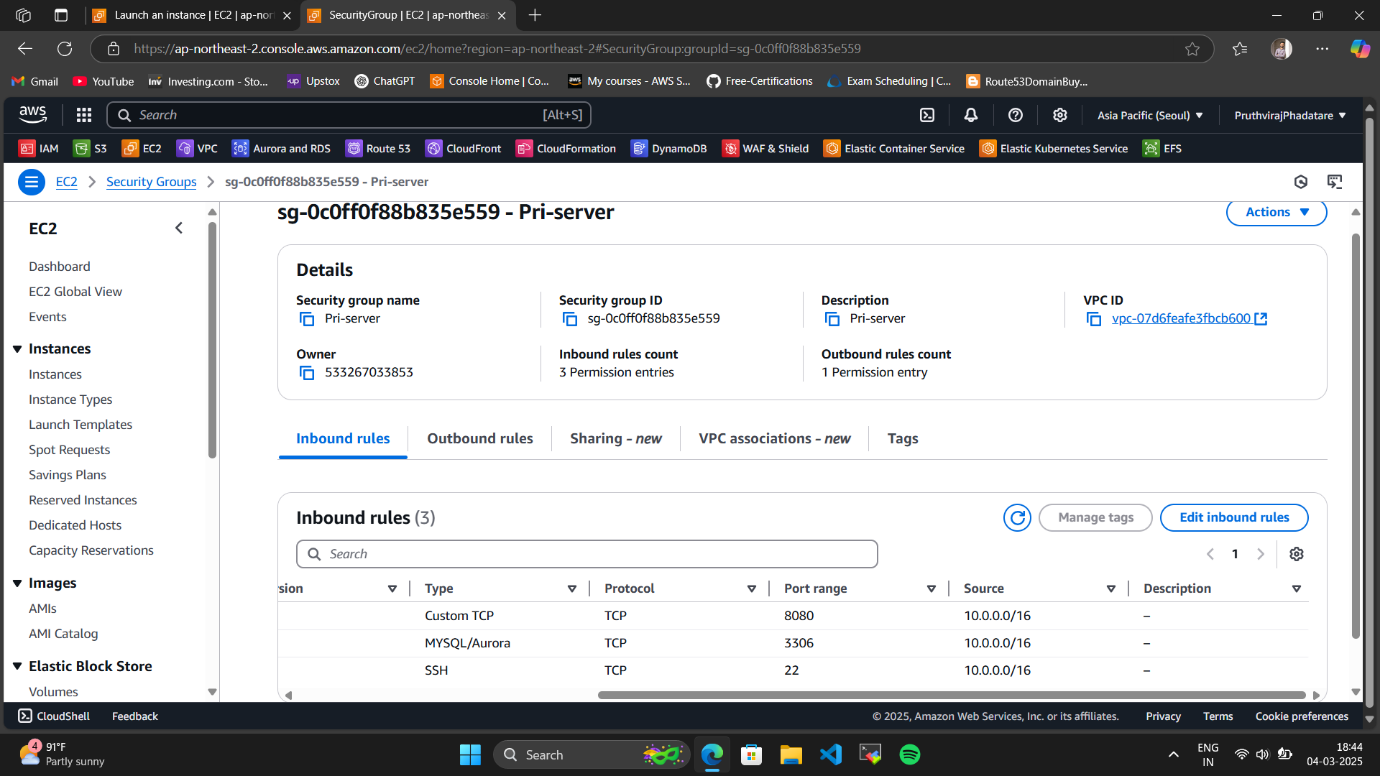 Launch an instance | EC2 | ap-nor
SecurityGroup | EC2 | ap-northeas
https://ap-northeast-2.console.aws.amazon.com/ec2/home?region=ap-northeast-2#SecurityGroup:groupId=sg-0c0ff0f88b835e559
Gmail YouTube inv Investing.com - Sto... up Upstox ChatGPT Console Home | Co... aws My courses - AWS S... Free-Certifications Exam Scheduling | C... Route53DomainBuy...
aws Search [Alt+S] Asia Pacific (Seoul) PruthvirajPhadatare
IAM S3 EC2 VPC Aurora and RDS Route 53 CloudFront CloudFormation DynamoDB WAF & Shield Elastic Container Service Elastic Kubernetes Service EFS
EC2 Security Groups sg-0c0ff0f88b835e559 - Pri-server
EC2
Dashboard
EC2 Global View
Events
Instances
Instances
Instance Types
Launch Templates
Spot Requests
Savings Plans
Reserved Instances
Dedicated Hosts
Capacity Reservations
Images
AMIs
AMI Catalog
Elastic Block Store
Volumes
sg-0c0ff0f88b835e559 - Pri-server
Actions
Details
Security group name
Pri-server
Security group ID
sg-0c0ff0f88b835e559
Description
Pri-server
VPC ID
vpc-07d6feafe3fbcb600
Owner
533267033853
Inbound rules count
3 Permission entries
Outbound rules count
1 Permission entry
Inbound rules Outbound rules Sharing - new VPC associations - new Tags
Inbound rules (3)
Manage tags Edit inbound rules
Search
1
sion Type Protocol Port range Source Description
Custom TCP TCP 8080 10.0.0.0/16 –
MYSQL/Aurora TCP 3306 10.0.0.0/16 –
SSH TCP 22 10.0.0.0/16 –
CloudShell Feedback © 2025, Amazon Web Services, Inc. or its affiliates. Privacy Terms Cookie preferences
4
91°F
Partly sunny
Search
ENG
IN
18:44
04-03-2025